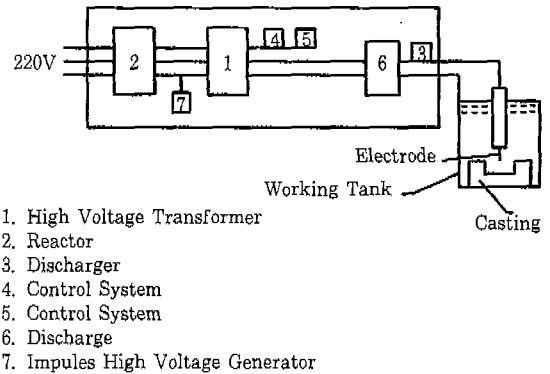 4 5 3
220V 2 1 6
7
Electrode
Working Tank
Casting
1. High Voltage Transformer
2. Reactor
3. Discharger
4. Control System
5. Control System
6. Discharge
7. Impules High Voltage Generator